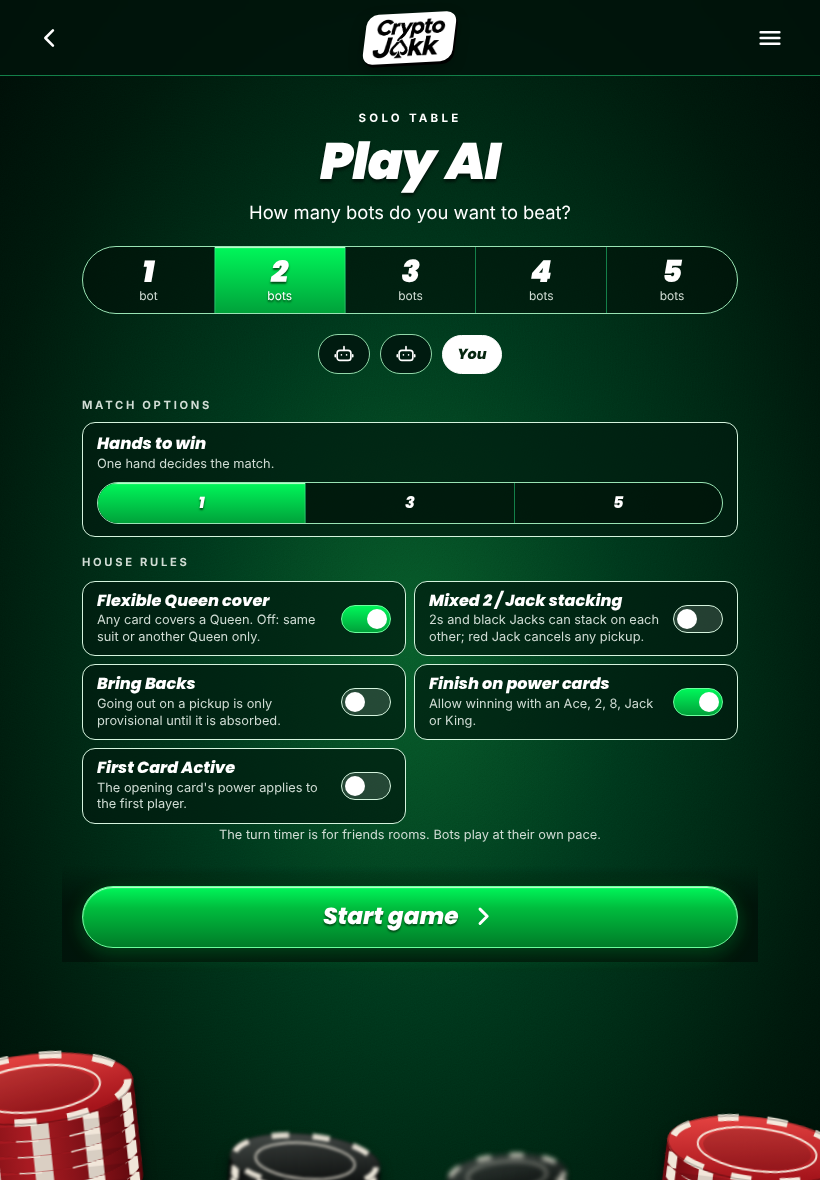 Crypto
Jokk
SOLO TABLE
Play AI
How many bots do you want to beat?
1
bot
2
bots
3
bots
4
bots
5
bots
You
MATCH OPTIONS
Hands to win
One hand decides the match.
1
3
5
HOUSE RULES
Flexible Queen cover
Any card covers a Queen. Off: same
suit or another Queen only.
Mixed 2 / Jack stacking
2s and black Jacks can stack on each
other; red Jack cancels any pickup.
Bring Backs
Going out on a pickup is only
provisional until it is absorbed.
Finish on power cards
Allow winning with an Ace, 2, 8, Jack
or King.
First Card Active
The opening card's power applies to
the first player.
The turn timer is for friends rooms. Bots play at their own pace.
Start game